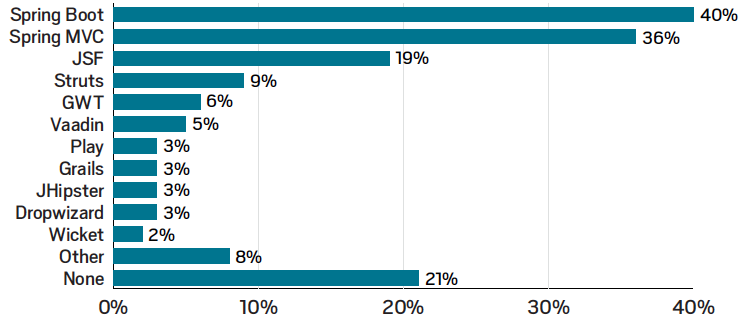 Spring Boot 40%
Spring MVC 36%
JSF 19%
Struts 9%
GWT 6%
Vaadin 5%
Play 3%
Grails 3%
JHipster 3%
Dropwizard 3%
Wicket 2%
Other 8%
None 21%
0% 10% 20% 30% 40%